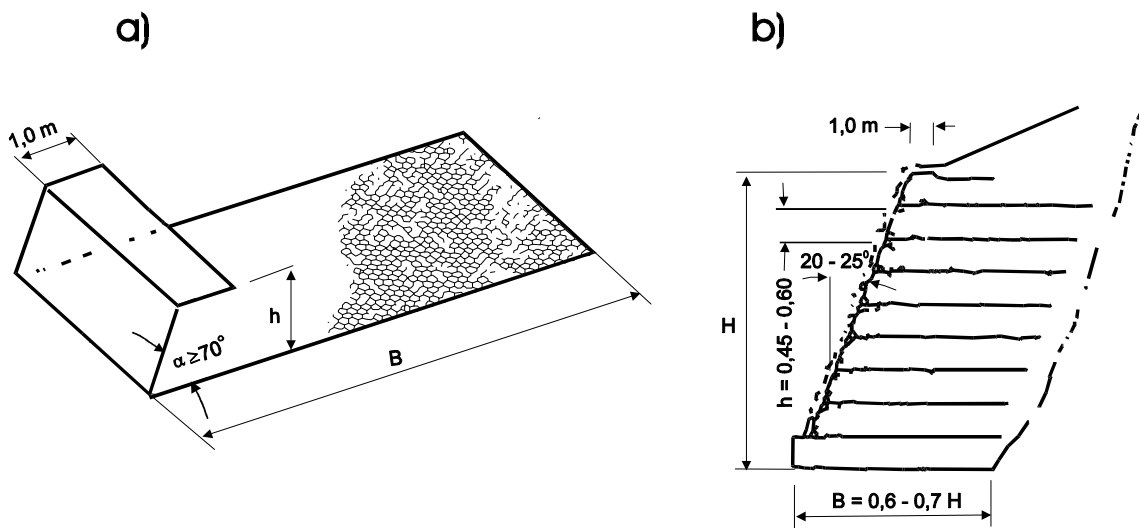 a)
1,0 m
h
α ≥70°
B
b)
1,0 m
20 - 25°
H
h = 0,45 - 0,60
B = 0,6 - 0,7 H